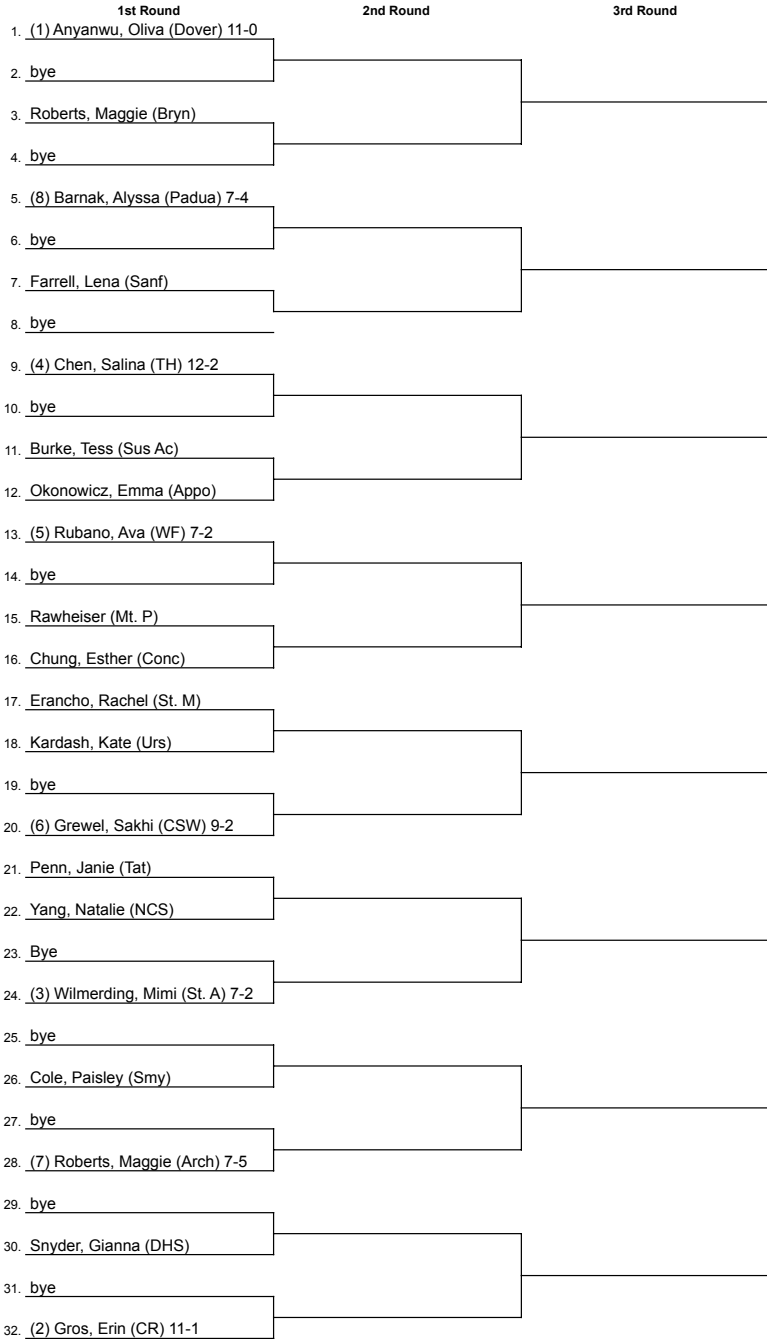 1st Round 2nd Round 3rd Round
1. (1) Anyanwu, Oliva (Dover) 11-0
2. bye
3. Roberts, Maggie (Bryn)
4. bye
5. (8) Barnak, Alyssa (Padua) 7-4
6. bye
7. Farrell, Lena (Sanf)
8. bye
9. (4) Chen, Salina (TH) 12-2
10. bye
11. Burke, Tess (Sus Ac)
12. Okonowicz, Emma (Appo)
13. (5) Rubano, Ava (WF) 7-2
14. bye
15. Rawheiser (Mt. P)
16. Chung, Esther (Conc)
17. Erancho, Rachel (St. M)
18. Kardash, Kate (Urs)
19. bye
20. (6) Grewel, Sakhi (CSW) 9-2
21. Penn, Janie (Tat)
22. Yang, Natalie (NCS)
23. Bye
24. (3) Wilmerding, Mimi (St. A) 7-2
25. bye
26. Cole, Paisley (Smy)
27. bye
28. (7) Roberts, Maggie (Arch) 7-5
29. bye
30. Snyder, Gianna (DHS)
31. bye
32. (2) Gros, Erin (CR) 11-1